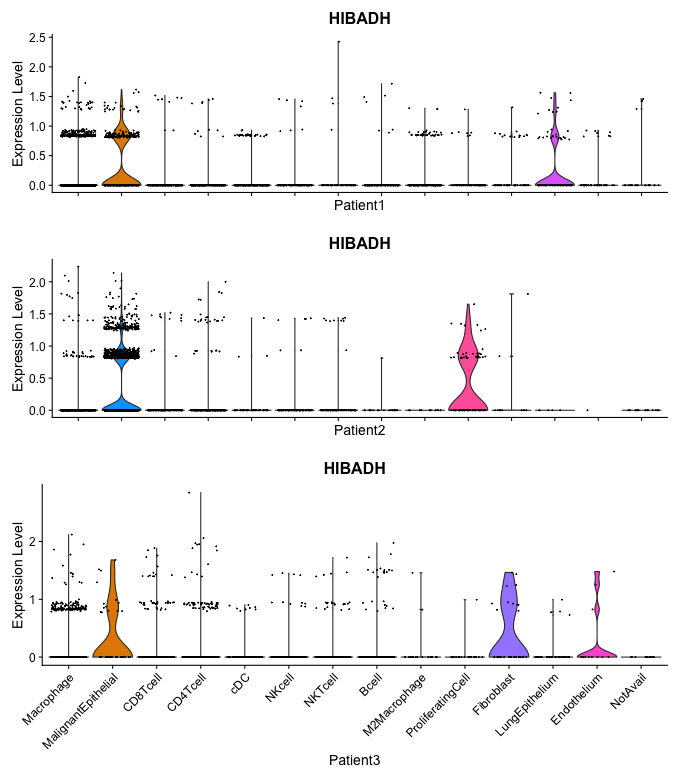 HIBADH
Expression Level
2.5
2.0
1.5
1.0
0.5
0.0
Patient1
HIBADH
Expression Level
2.0
1.5
1.0
0.5
0.0
Patient2
HIBADH
Expression Level
2
1
0
Macrophage
MalignantEpithelial
CD8Tcell
CD4Tcell
cDC
NKcell
NKTcell
Bcell
M2Macrophage
ProliferatingCell
Fibroblast
LungEpithelium
Endothelium
NotAvail
Patient3